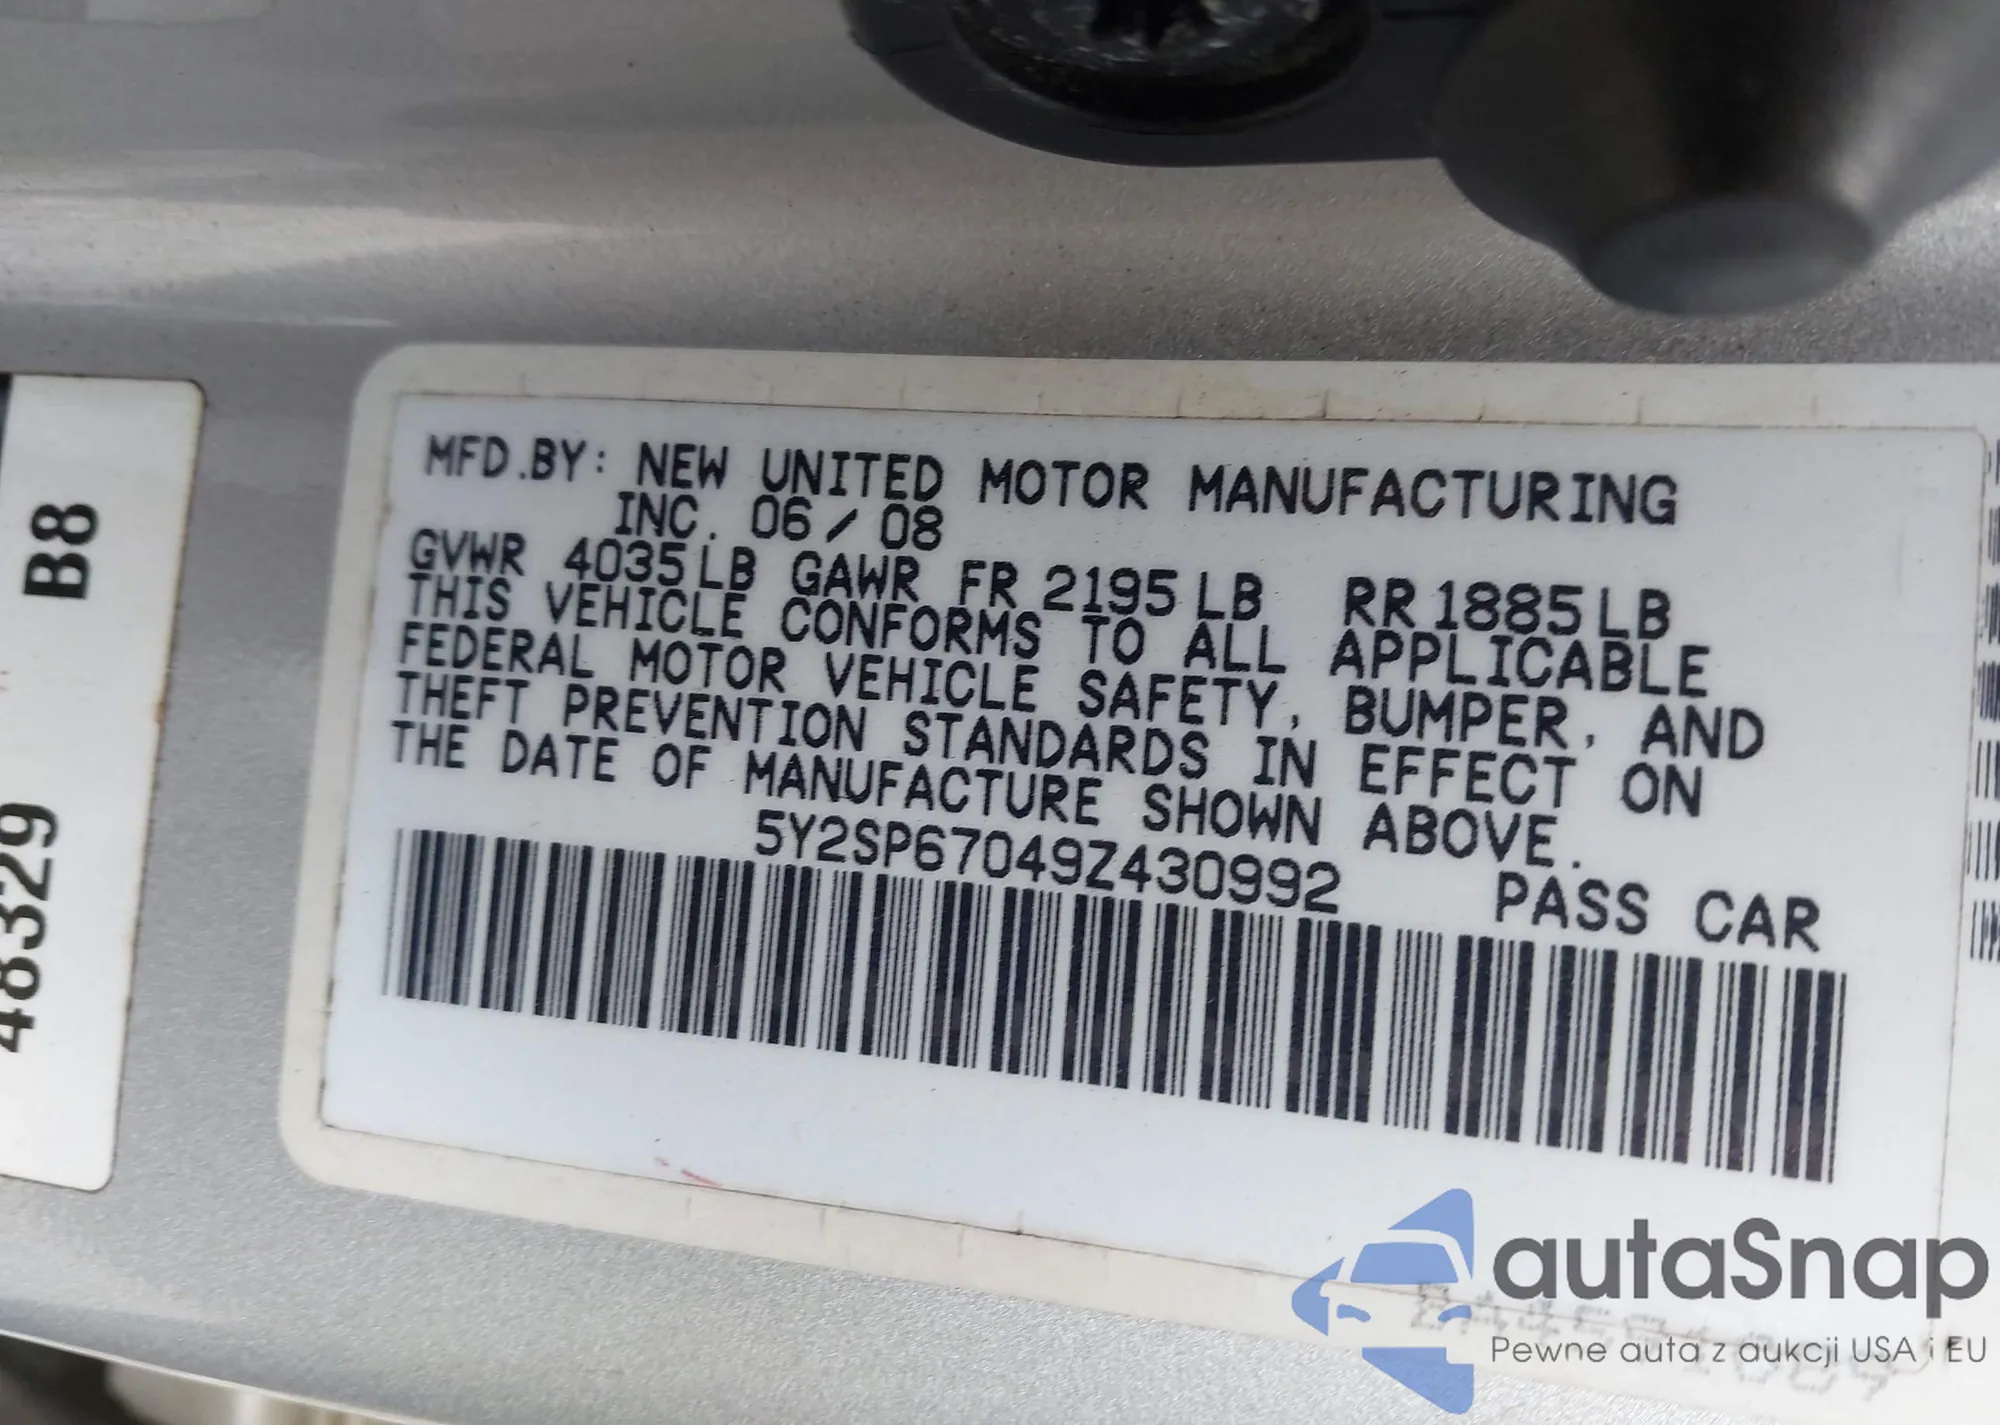 MFD.BY: NEW UNITED MOTOR MANUFACTURING
INC. 06/08
GVWR 4035LB GAWR FR 2195LB RR 1885LB
THIS VEHICLE CONFORMS TO ALL APPLICABLE
FEDERAL MOTOR VEHICLE SAFETY, BUMPER, AND
THEFT PREVENTION STANDARDS IN EFFECT ON
THE DATE OF MANUFACTURE SHOWN ABOVE.
5Y2SP67049Z430992 PASS CAR
48329 B8
autaSnap
Pewne auta z aukcji USA i EU